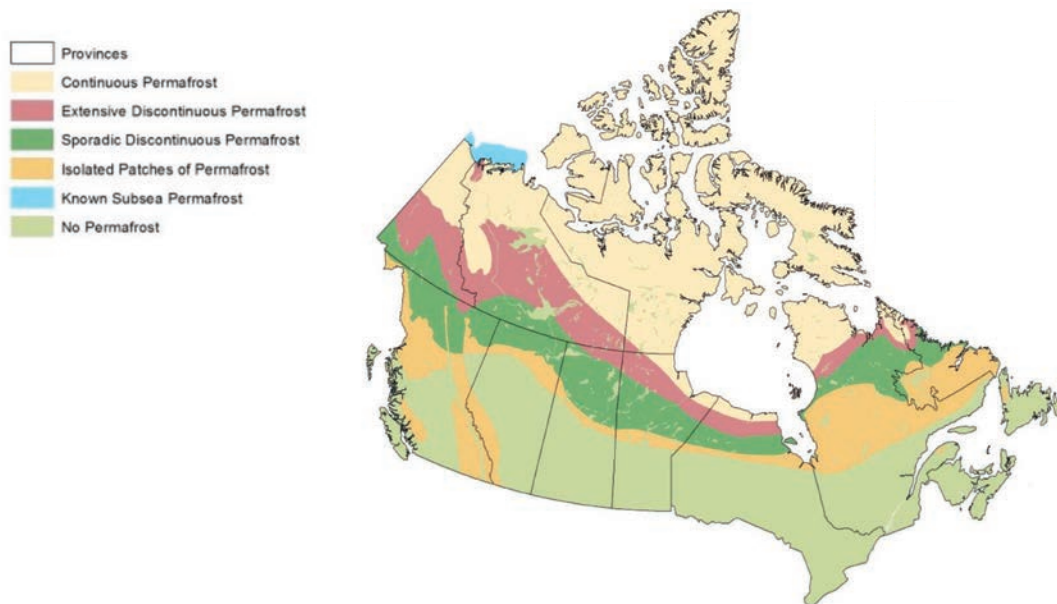 Provinces
Continuous Permafrost
Extensive Discontinuous Permafrost
Sporadic Discontinuous Permafrost
Isolated Patches of Permafrost
Known Subsea Permafrost
No Permafrost